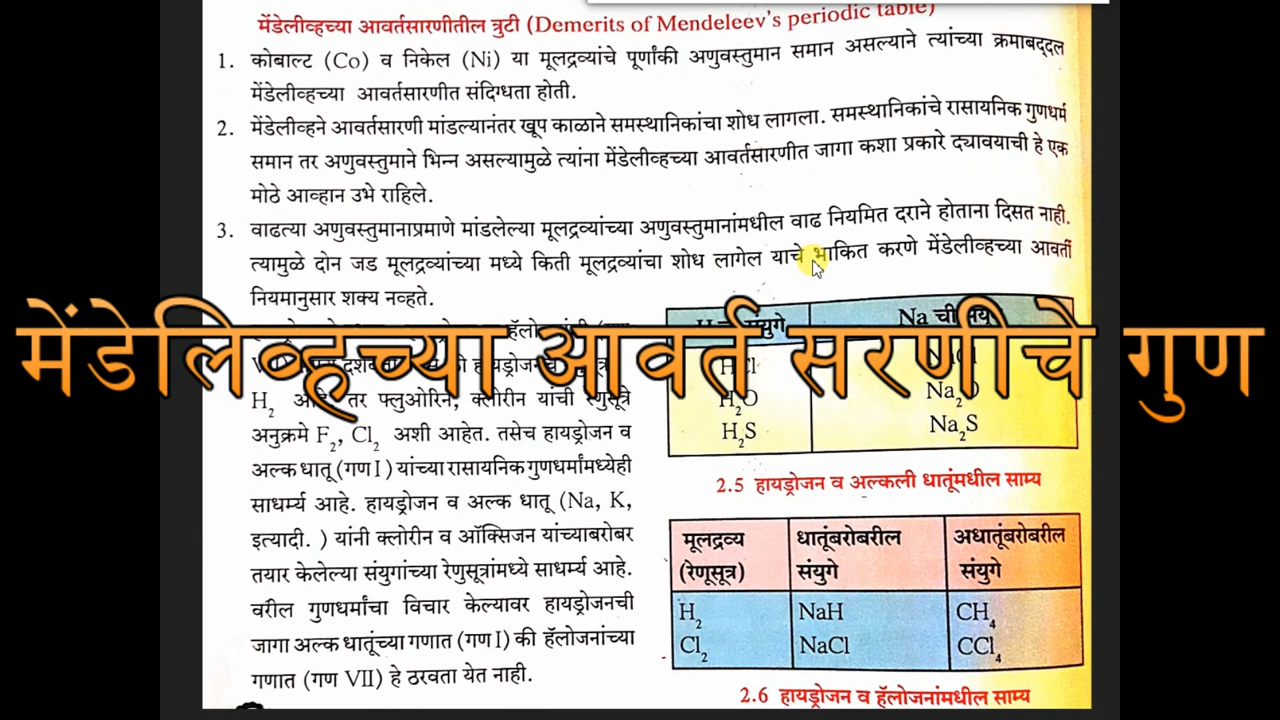 मेंडेलीव्हच्या आवर्तसारणीतील त्रुटी (Demerits of Mendeleev's periodic table)
1. कोबाल्ट (Co) व निकेल (Ni) या मूलद्रव्यांचे पूर्णांकी अणुवस्तुमान समान असल्याने त्यांच्या क्रमाबद्दल
मेंडेलीव्हच्या आवर्तसारणीत संदिग्धता होती.
2. मेंडेलीव्हने आवर्तसारणी मांडल्यानंतर खूप काळाने समस्थानिकांचा शोध लागला. समस्थानिकांचे रासायनिक गुणधर्म
समान तर अणुवस्तुमाने भिन्न असल्यामुळे त्यांना मेंडेलीव्हच्या आवर्तसारणीत जागा कशा प्रकारे द्यावयाची हे एक
मोठे आव्हान उभे राहिले.
3. वाढत्या अणुवस्तुमानाप्रमाणे मांडलेल्या मूलद्रव्यांच्या अणुवस्तुमानांमधील वाढ नियमित दराने होताना दिसत नाही.
त्यामुळे दोन जड मूलद्रव्यांच्या मध्ये किती मूलद्रव्यांचा शोध लागेल याचे भाकित करणे मेंडेलीव्हच्या आवर्ती
नियमानुसार शक्य नव्हते.
मेंडेलिव्हच्या आवर्त सरणीचे गुण
H₂ आहे तर फ्लुओरिन, क्लोरीन यांची रेणुसूत्रे
अनुक्रमे F₂, Cl₂ अशी आहेत. तसेच हायड्रोजन व
अल्क धातू (गण I) यांच्या रासायनिक गुणधर्मांमध्येही
साधर्म्य आहे. हायड्रोजन व अल्क धातू (Na, K,
इत्यादी. ) यांनी क्लोरीन व ऑक्सिजन यांच्याबरोबर
तयार केलेल्या संयुगांच्या रेणुसूत्रांमध्ये साधर्म्य आहे.
वरील गुणधर्मांचा विचार केल्यावर हायड्रोजनची
जागा अल्क धातूंच्या गणात (गण I) की हॅलोजनांच्या
गणात (गण VII) हे ठरवता येत नाही.
संयुगे Na ची
HCl
H₂O Na₂O
H₂S Na₂S
2.5 हायड्रोजन व अल्कली धातूंमधील साम्य
मूलद्रव्य धातूंबरोबरील अधातूंबरोबरील
(रेणूसूत्र) संयुगे संयुगे
H₂ NaH CH₄
Cl₂ NaCl CCl₄
2.6 हायड्रोजन व हॅलोजनांमधील साम्य